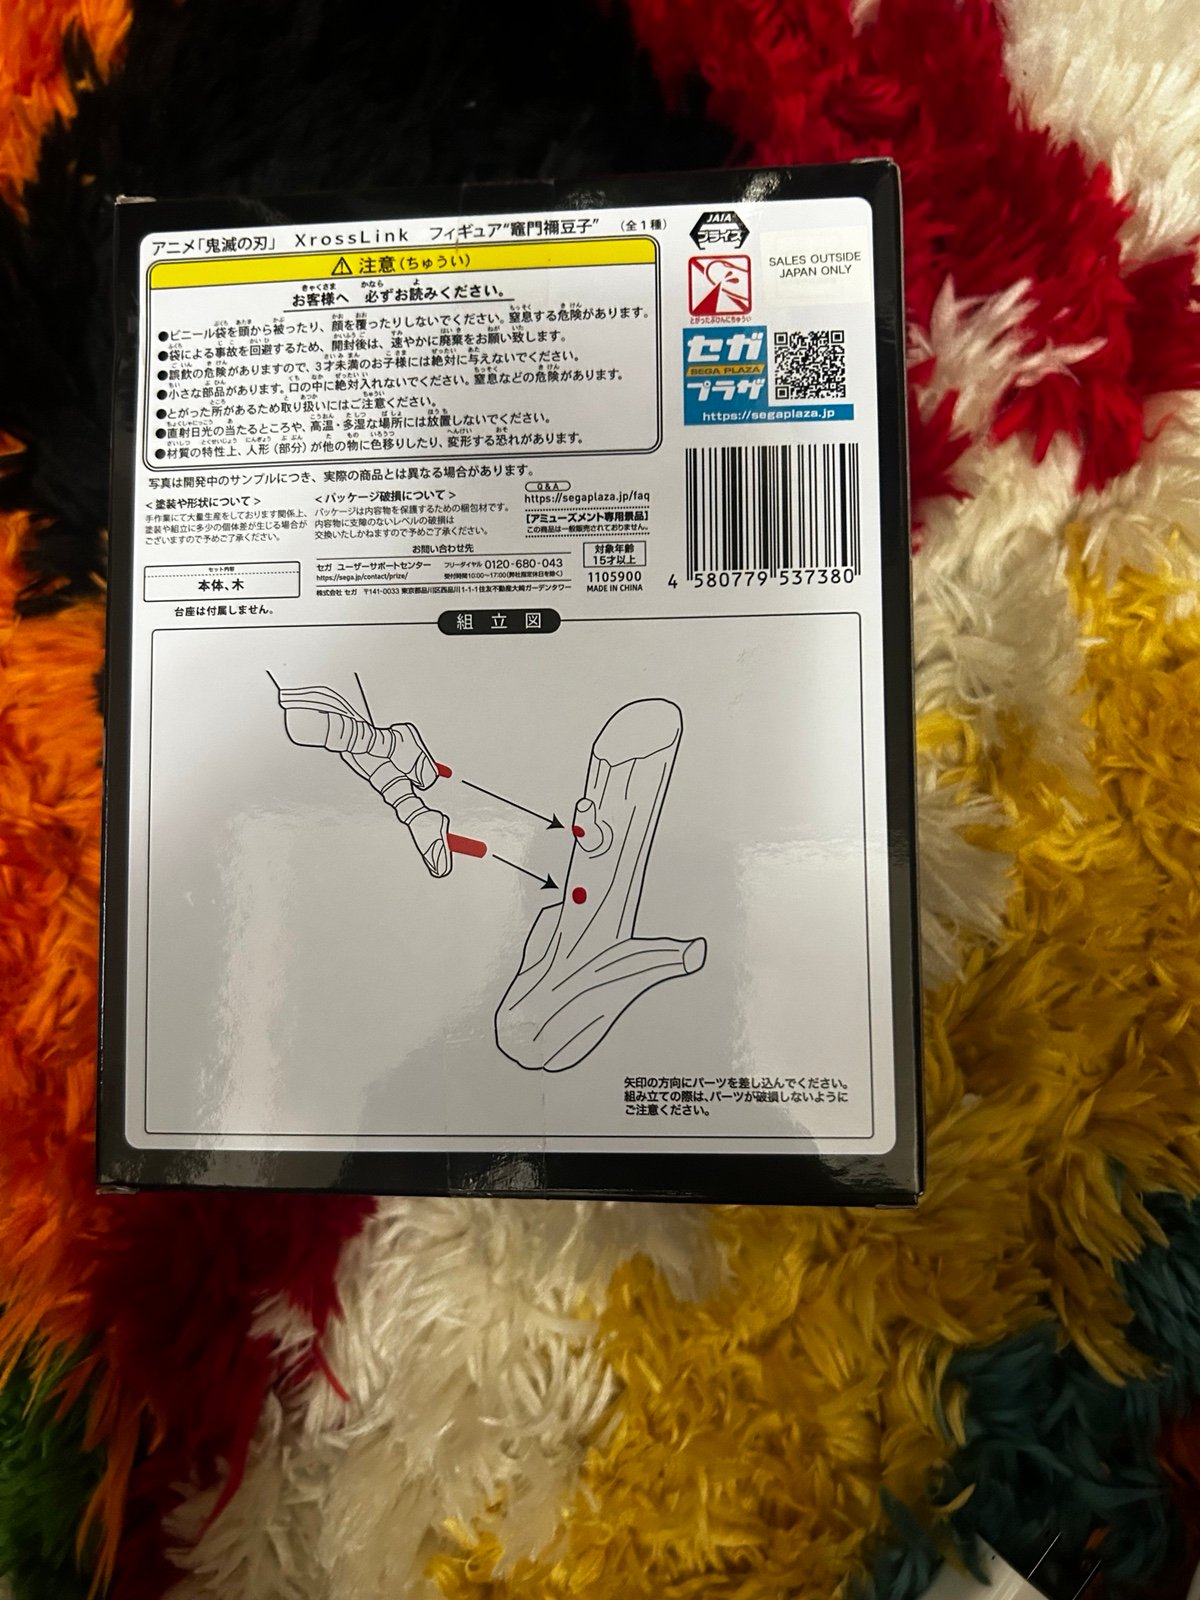 アニメ「鬼滅の刃」 XrossLink フィギュア“竈門禰豆子” (全1種)
⚠ 注意(ちゅうい)
お客様へ 必ずお読みください。
●ビニール袋を頭から被ったり、顔を覆ったりしないでください。窒息する危険があります。
●袋による事故を回避するため、開封後は、速やかに廃棄をお願い致します。
●誤飲の危険がありますので、3才未満のお子様には絶対に与えないでください。
●小さな部品があります。口の中に絶対入れないでください。窒息などの危険があります。
●とがった所があるため取り扱いにはご注意ください。
●直射日光の当たるところや、高温・多湿な場所には放置しないでください。
●材質の特性上、人形(部分)が他の物に色移りしたり、変形する恐れがあります。
JAIA
プライズ
とがったぶひんにちゅうい
SALES OUTSIDE
JAPAN ONLY
セガ
SEGA PLAZA
プラザ
https://segaplaza.jp
写真は開発中のサンプルにつき、実際の商品とは異なる場合があります。
<塗装や形状について>
手作業にて大量生産をしております関係上、
塗装や組立に多少の個体差が生じる場合が
ございますので予めご了承ください。
<パッケージ破損について>
パッケージは内容物を保護するための梱包材です。
内容物に支障のないレベルの破損は
交換いたしかねますので予めご了承ください。
Q&A
https://segaplaza.jp/faq
【アミューズメント専用景品】
この商品は一般販売されておりません。
セット内容
本体、木
台座は付属しません。
お問い合わせ先
セガ ユーザーサポートセンター フリーダイヤル 0120-680-043
https://sega.jp/contact/prize/ 受付時間10:00〜17:00(弊社指定休日を除く)
株式会社 セガ 〒141-0033 東京都品川区西品川1-1-1住友不動産大崎ガーデンタワー
対象年齢
15才以上
1105900
MADE IN CHINA
4 580779 537380
組立図
矢印の方向にパーツを差し込んでください。
組み立ての際は、パーツが破損しないように
ご注意ください。